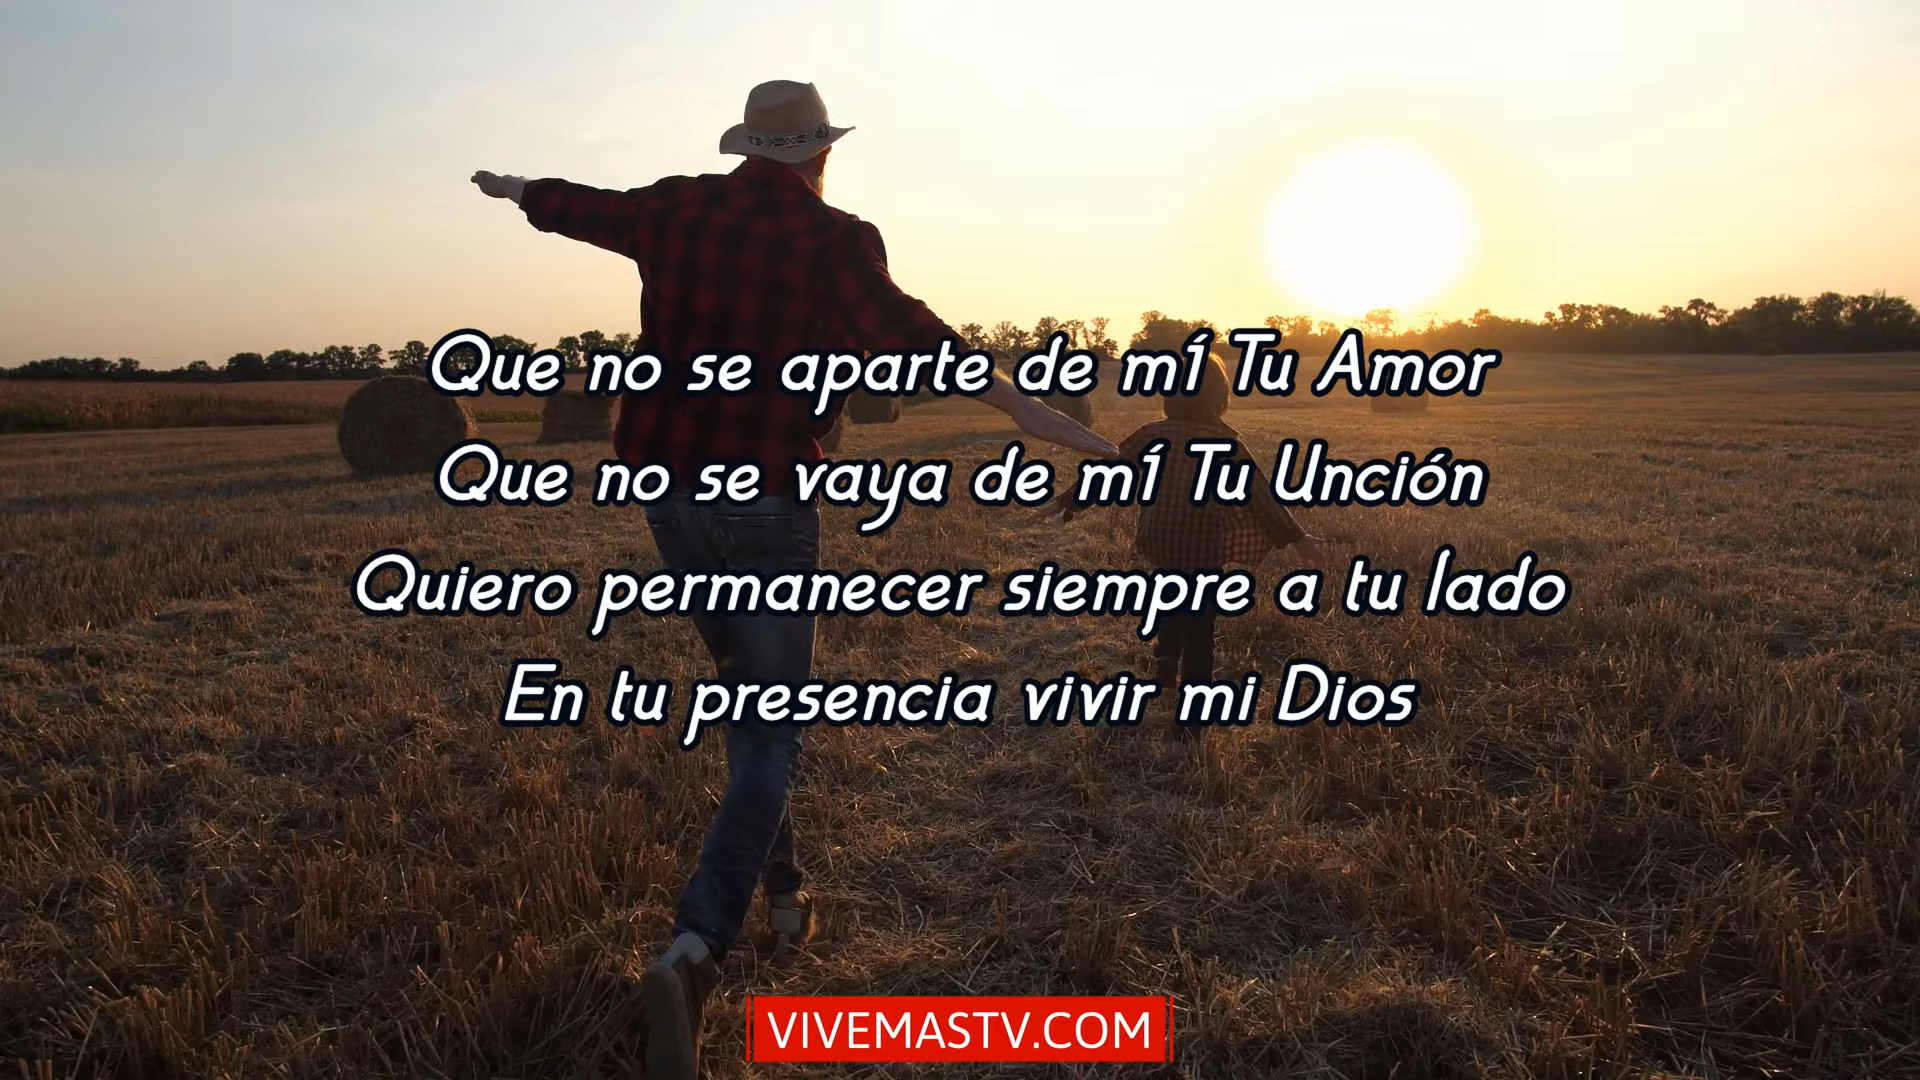 Que no se aparte de mí Tu Amor
Que no se vaya de mí Tu Unción
Quiero permanecer siempre a tu lado
En tu presencia vivir mi Dios
VIVEMASTV.COM